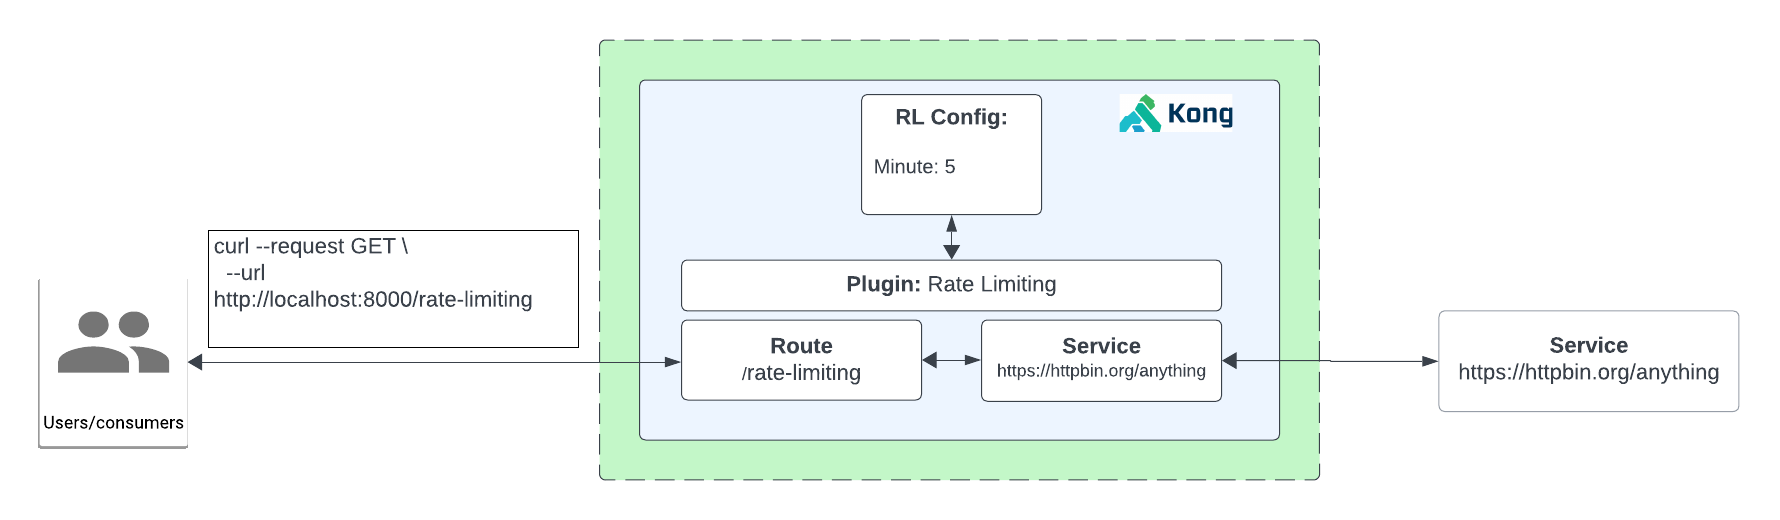 RL Config:
Kong
Minute: 5
curl --request GET \
--url
http://localhost:8000/rate-limiting
Plugin: Rate Limiting
Route
/rate-limiting
Service
https://httpbin.org/anything
Service
https://httpbin.org/anything
Users/consumers